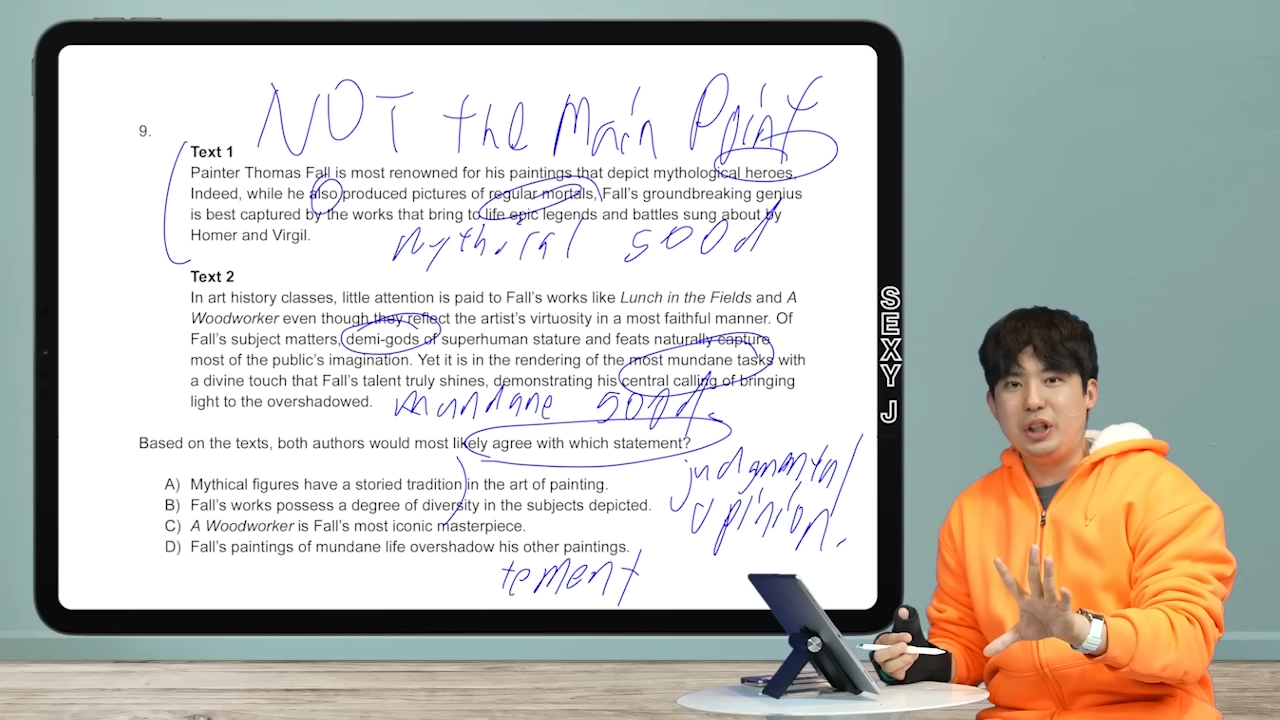 NOT the Main Point
9.
Text 1
Painter Thomas Fall is most renowned for his paintings that depict mythological heroes.
Indeed, while he also produced pictures of regular mortals, Fall's groundbreaking genius
is best captured by the works that bring to life epic legends and battles sung about by
Homer and Virgil.
Mythical good
Text 2
In art history classes, little attention is paid to Fall's works like Lunch in the Fields and A
Woodworker even though they reflect the artist's virtuosity in a most faithful manner. Of
Fall's subject matters, demi-gods of superhuman stature and feats naturally capture
most of the public's imagination. Yet it is in the rendering of the most mundane tasks with
a divine touch that Fall's talent truly shines, demonstrating his central calling of bringing
light to the overshadowed.
mundane good.
Based on the texts, both authors would most likely agree with which statement?
judgmental
opinion.
A) Mythical figures have a storied tradition in the art of painting.
B) Fall's works possess a degree of diversity in the subjects depicted.
C) A Woodworker is Fall's most iconic masterpiece.
D) Fall's paintings of mundane life overshadow his other paintings.
tement
SEXY J